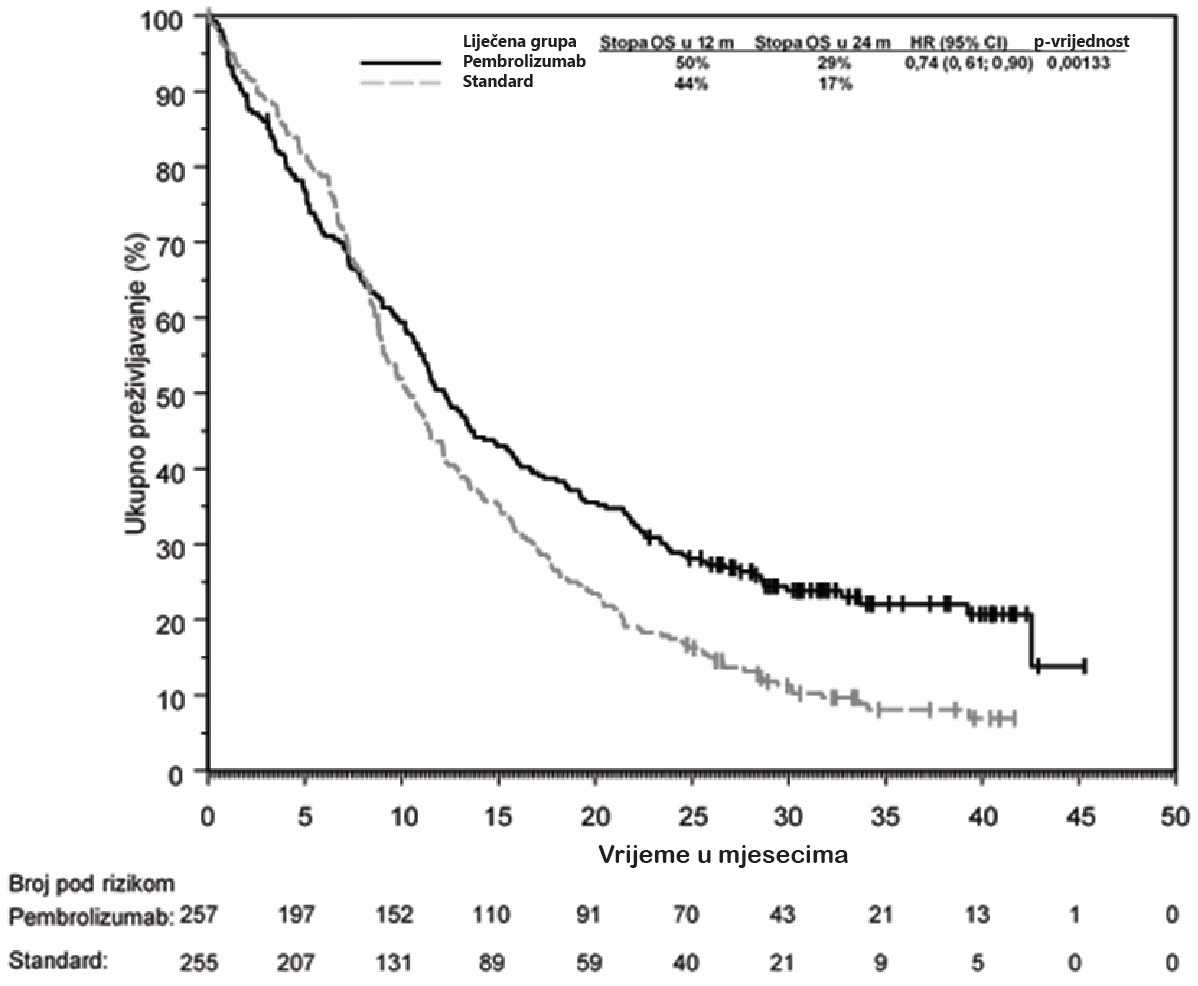 Liječena grupa Stopa OS u 12 m Stopa OS u 24 m HR (95% CI) p-vrijednost
Pembrolizumab 50% 29% 0,74 (0, 61; 0,90) 0,00133
Standard 44% 17%
Ukupno preživljavanje (%)
100
90
80
70
60
50
40
30
20
10
0
0 5 10 15 20 25 30 35 40 45 50
Vrijeme u mjesecima
Broj pod rizikom
Pembrolizumab: 257 197 152 110 91 70 43 21 13 1 0
Standard: 255 207 131 89 59 40 21 9 5 0 0